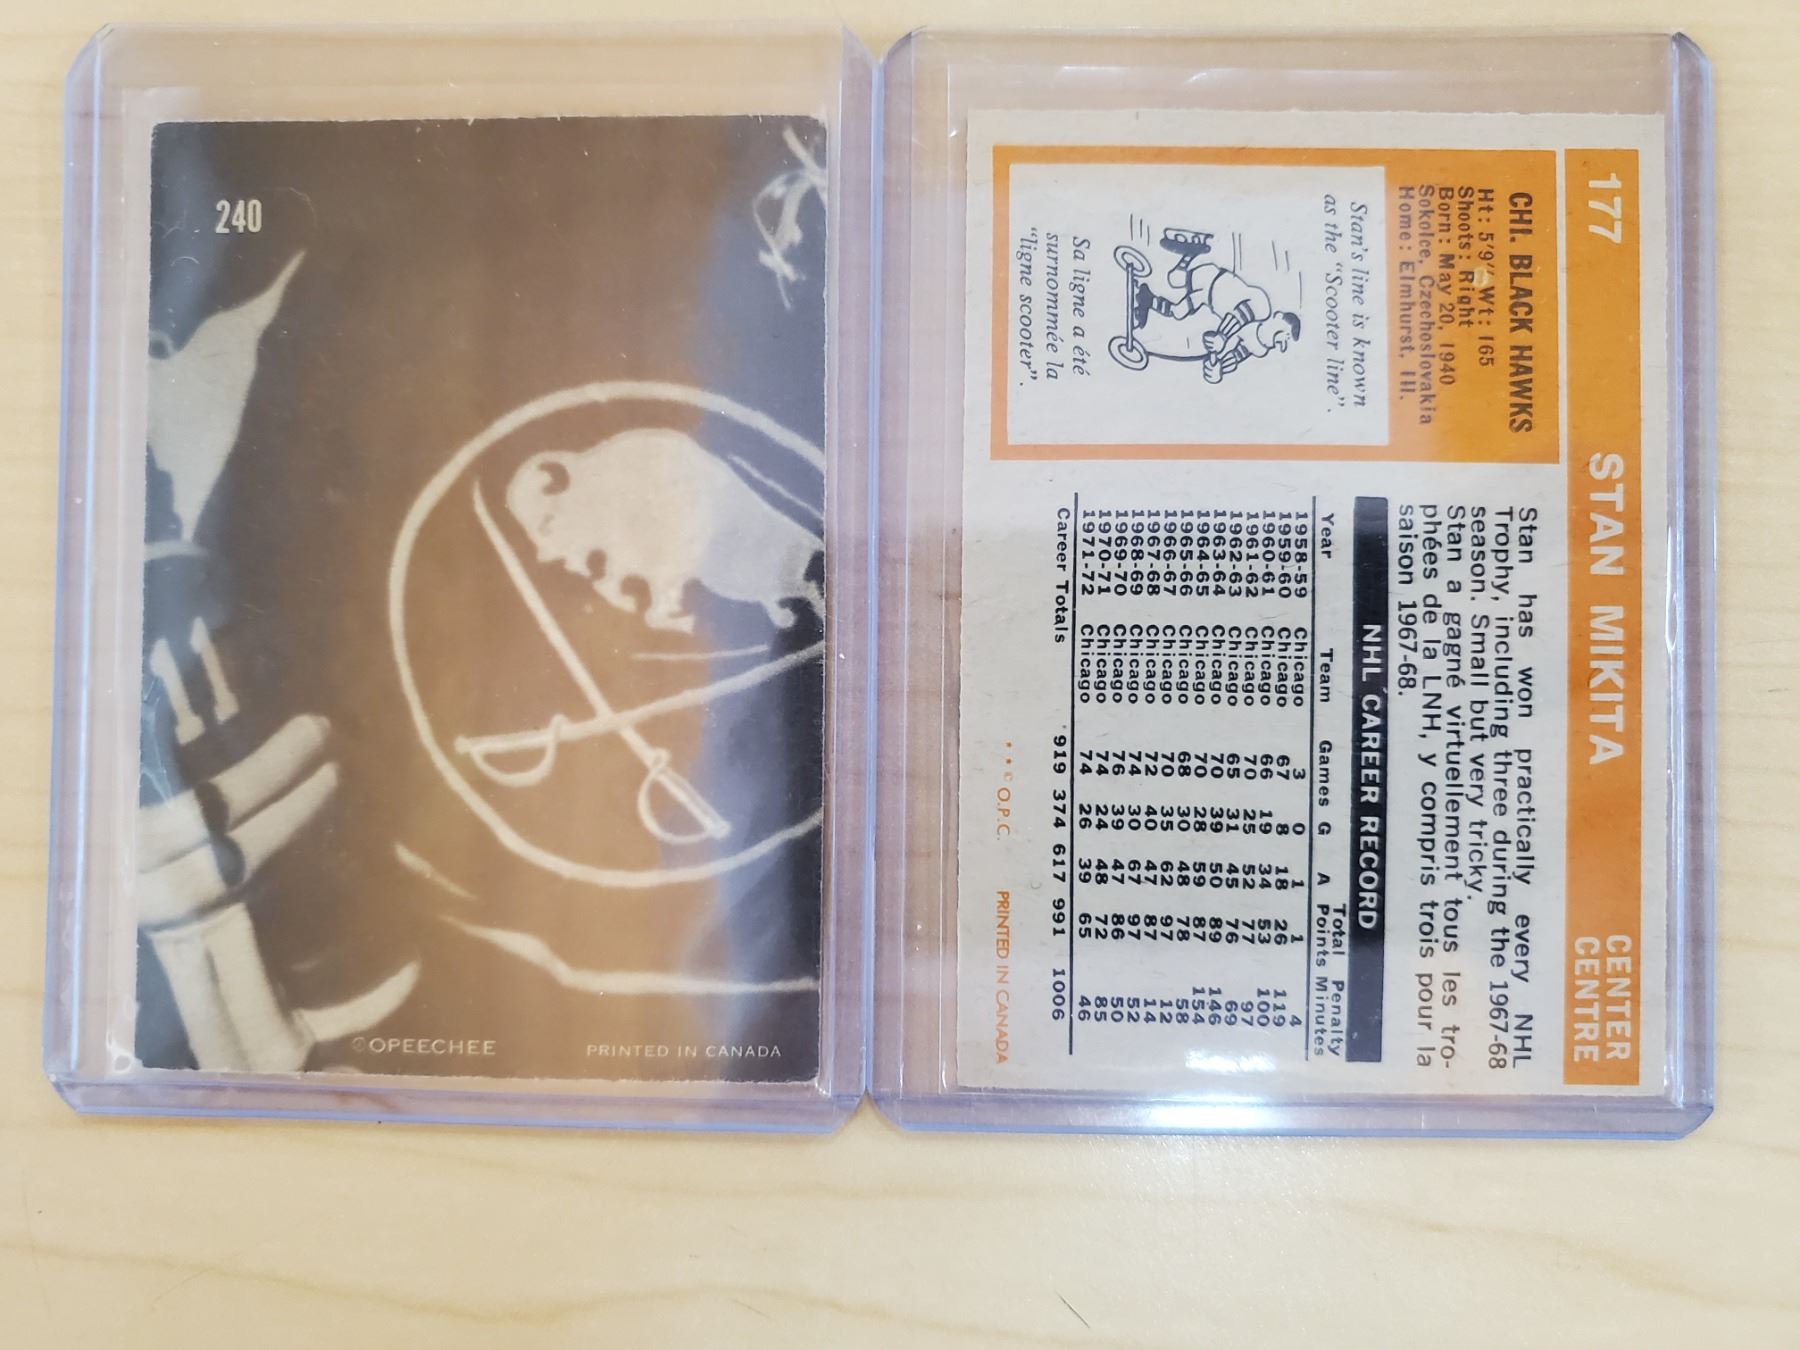 240
©OPEECHEE
PRINTED IN CANADA
177 STAN MIKITA CENTER
CENTRE
CHI. BLACK HAWKS
Ht: 5'9" Wt: 165
Shoots: Right
Born: May 20, 1940
Sokolce, Czechoslovakia
Home: Elmhurst, Ill.
Stan's line is known
as the "Scooter line".
Sa ligne a été
surnommée la
"ligne scooter".
Stan has won practically every NHL
Trophy, including three during the 1967-68
season. Small but very tricky.
Stan a gagné virtuellement tous les tro-
phées de la LNH, y compris trois pour la
saison 1967-68.
NHL CAREER RECORD
Year Team Games G A Total Points Penalty Minutes
1958-59 Chicago 3 0 1 1 4
1959-60 Chicago 67 8 18 26 119
1960-61 Chicago 66 19 34 53 100
1961-62 Chicago 70 25 52 77 97
1962-63 Chicago 65 31 45 76 69
1963-64 Chicago 70 39 50 89 146
1964-65 Chicago 70 28 59 87 154
1965-66 Chicago 68 30 48 78 58
1966-67 Chicago 70 35 62 97 12
1967-68 Chicago 72 40 47 87 14
1968-69 Chicago 74 30 67 97 52
1969-70 Chicago 76 39 47 86 50
1970-71 Chicago 74 24 48 72 85
1971-72 Chicago 74 26 39 65 46
Career Totals 919 374 617 991 1006
* * © O.P.C. PRINTED IN CANADA